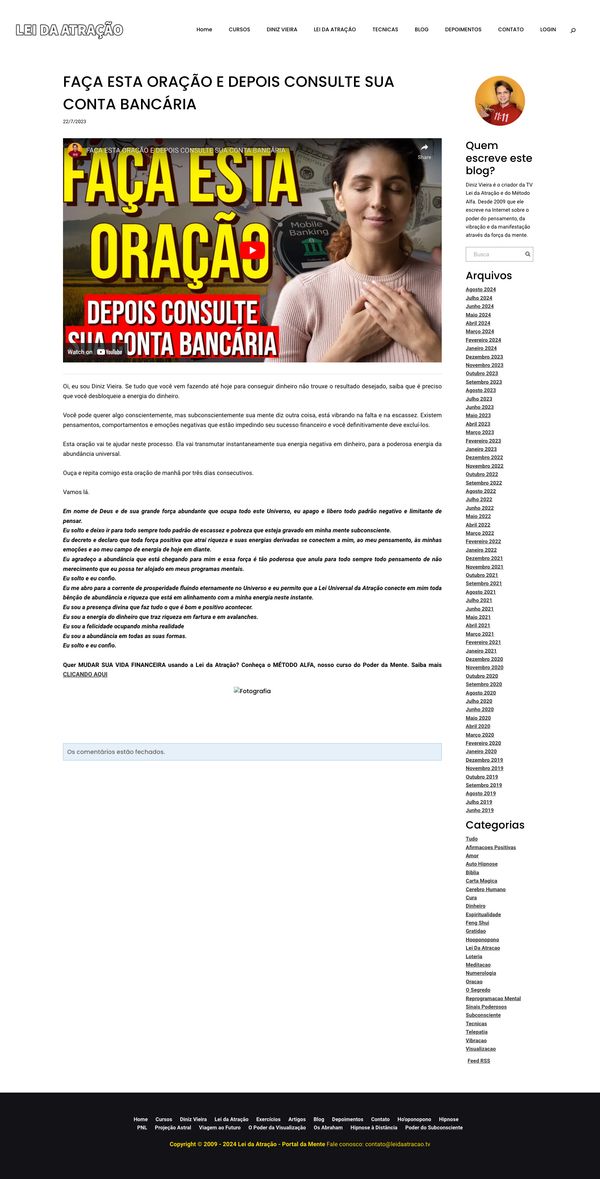 LEI DA ATRAÇÃO
Home CURSOS DINIZ VIEIRA LEI DA ATRAÇÃO TECNICAS BLOG DEPOIMENTOS CONTATO LOGIN
FAÇA ESTA ORAÇÃO E DEPOIS CONSULTE SUA
CONTA BANCÁRIA
22/7/2023
FAÇA ESTA ORAÇÃO E DEPOIS CONSULTE SUA CONTA BANCÁRIA
Share
FAÇA ESTA
ORAÇÃO
Mobile
Banking
DEPOIS CONSULTE
SUA CONTA BANCÁRIA
Watch on YouTube
Oi, eu sou Diniz Vieira. Se tudo que você vem fazendo até hoje para conseguir dinheiro não trouxe o resultado desejado, saiba que é preciso
que você desbloqueie a energia do dinheiro.
Você pode querer algo conscientemente, mas subconscientemente sua mente diz outra coisa, está vibrando na falta e na escassez. Existem
pensamentos, comportamentos e emoções negativas que estão impedindo seu sucesso financeiro e você definitivamente deve excluí-los.
Esta oração vai te ajudar neste processo. Ela vai transmutar instantaneamente sua energia negativa em dinheiro, para a poderosa energia da
abundância universal.
Ouça e repita comigo esta oração de manhã por três dias consecutivos.
Vamos lá.
Em nome de Deus e de sua grande força abundante que ocupa todo este Universo, eu apago e libero todo padrão negativo e limitante de
pensar.
Eu solto e deixo ir para todo sempre todo padrão de escassez e pobreza que esteja gravado em minha mente subconsciente.
Eu decreto e declaro que toda força positiva que atrai riqueza e suas energias derivadas se conectem a mim, ao meu pensamento, às minhas
emoções e ao meu campo de energia de hoje em diante.
Eu agradeço a abundância que está chegando para mim e essa força é tão poderosa que anula para todo sempre todo pensamento de não
merecimento que eu possa ter alojado em meus programas mentais.
Eu solto e eu confio.
Eu me abro para a corrente de prosperidade fluindo eternamente no Universo e eu permito que a Lei Universal da Atração conecte em mim toda
bênção de abundância e riqueza que está em alinhamento com a minha energia neste instante.
Eu sou a presença divina que faz tudo o que é bom e positivo acontecer.
Eu sou a energia do dinheiro que traz riqueza em fartura e em avalanches.
Eu sou a felicidade ocupando minha realidade
Eu sou a abundância em todas as suas formas.
Eu solto e eu confio.
Quer MUDAR SUA VIDA FINANCEIRA usando a Lei da Atração? Conheça o MÉTODO ALFA, nosso curso do Poder da Mente. Saiba mais
CLICANDO AQUI
Fotografia
Os comentários estão fechados.
11:11
Quem
escreve este
blog?
Diniz Vieira é o criador da TV
Lei da Atração e do Método
Alfa. Desde 2009 que ele
escreve na Internet sobre o
poder do pensamento, da
vibração e da manifestação
através da força da mente.
Busca
Arquivos
Agosto 2024
Julho 2024
Junho 2024
Maio 2024
Abril 2024
Março 2024
Fevereiro 2024
Janeiro 2024
Dezembro 2023
Novembro 2023
Outubro 2023
Setembro 2023
Agosto 2023
Julho 2023
Junho 2023
Maio 2023
Abril 2023
Março 2023
Fevereiro 2023
Janeiro 2023
Dezembro 2022
Novembro 2022
Outubro 2022
Setembro 2022
Agosto 2022
Julho 2022
Junho 2022
Maio 2022
Abril 2022
Março 2022
Fevereiro 2022
Janeiro 2022
Dezembro 2021
Novembro 2021
Outubro 2021
Setembro 2021
Agosto 2021
Julho 2021
Junho 2021
Maio 2021
Abril 2021
Março 2021
Fevereiro 2021
Janeiro 2021
Dezembro 2020
Novembro 2020
Outubro 2020
Setembro 2020
Agosto 2020
Julho 2020
Junho 2020
Maio 2020
Abril 2020
Março 2020
Fevereiro 2020
Janeiro 2020
Dezembro 2019
Novembro 2019
Outubro 2019
Setembro 2019
Agosto 2019
Julho 2019
Junho 2019
Categorias
Tudo
Afirmacoes Positivas
Amor
Auto Hipnose
Bíblia
Carta Magica
Cerebro Humano
Cura
Dinheiro
Espiritualidade
Feng Shui
Gratidao
Hooponopono
Lei Da Atracao
Loteria
Meditacao
Numerologia
Oracao
O Segredo
Reprogramacao Mental
Sinais Poderosos
Subconsciente
Tecnicas
Telepatia
Vibracao
Visualizacao
Feed RSS
Home Cursos Diniz Vieira Lei da Atração Exercícios Artigos Blog Depoimentos Contato Ho'oponopono Hipnose
PNL Projeção Astral Viagem ao Futuro O Poder da Visualização Os Abraham Hipnose à Distância Poder do Subconsciente
Copyright © 2009 - 2024 Lei da Atração - Portal da Mente Fale conosco: contato@leidaatracao.tv